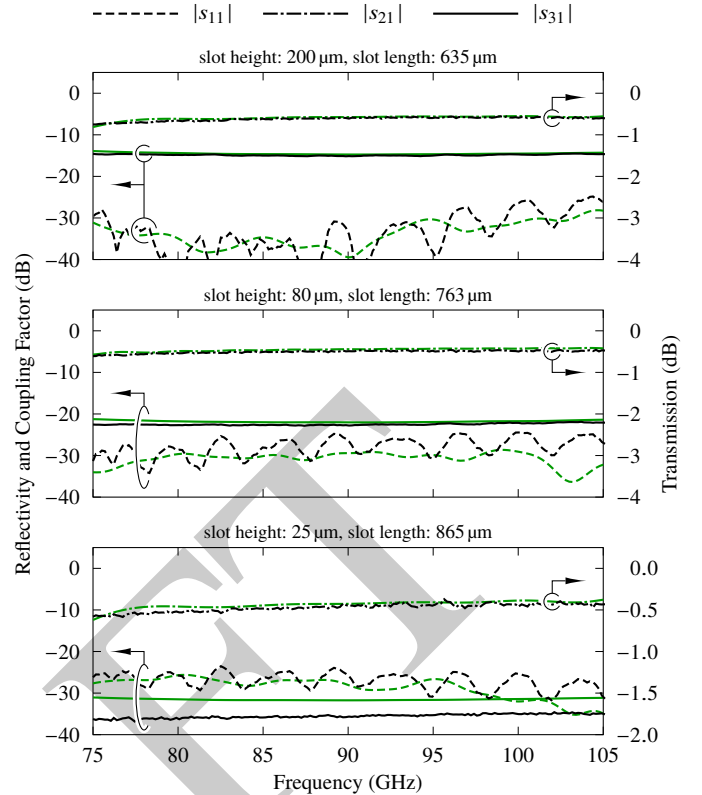 |s11| |s21| |s31|
slot height: 200 µm, slot length: 635 µm
0 0
−10 −1
−20 −2
−30 −3
−40 −4
slot height: 80 µm, slot length: 763 µm
0 0
−10 −1
−20 −2
−30 −3
−40 −4
slot height: 25 µm, slot length: 865 µm
0 0.0
−10 −0.5
−20 −1.0
−30 −1.5
−40 −2.0
75 80 85 90 95 100 105
Frequency (GHz)
Reflectivity and Coupling Factor (dB)
Transmission (dB)
FT